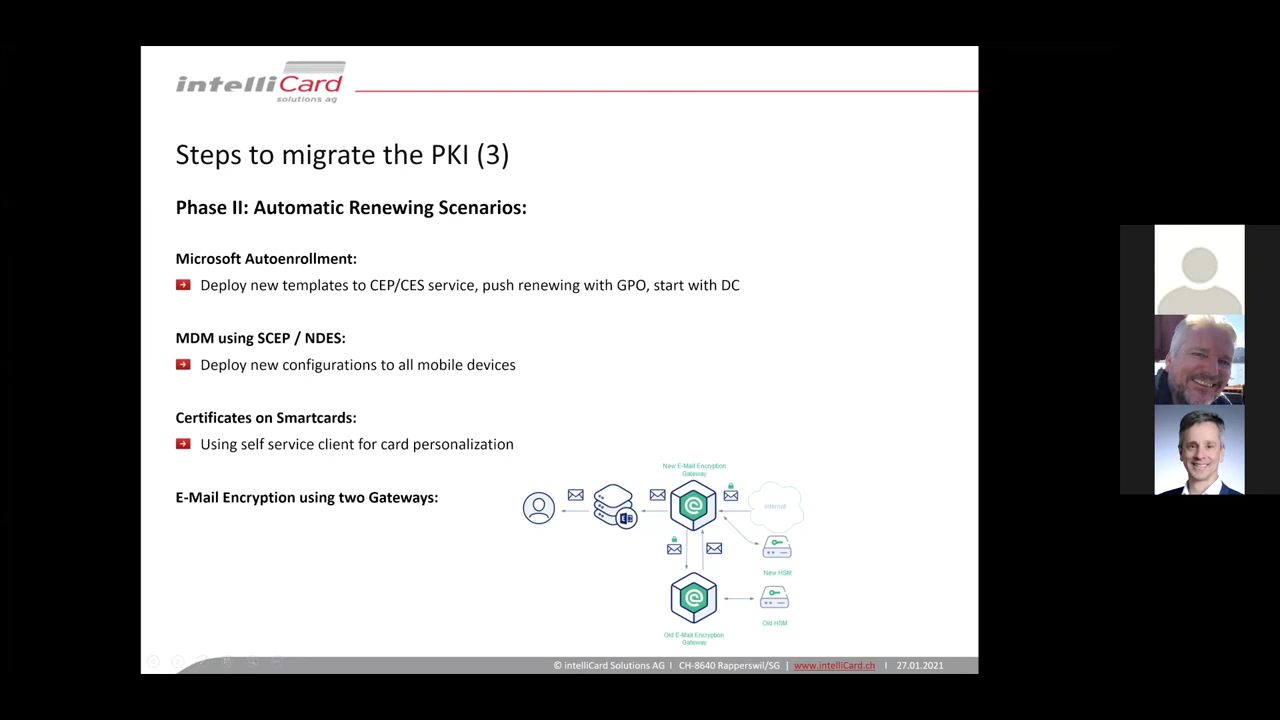 intelliCard
solutions ag
Steps to migrate the PKI (3)
Phase II: Automatic Renewing Scenarios:
Microsoft Autoenrollment:
Deploy new templates to CEP/CES service, push renewing with GPO, start with DC
MDM using SCEP / NDES:
Deploy new configurations to all mobile devices
Certificates on Smartcards:
Using self service client for card personalization
E-Mail Encryption using two Gateways:
New E-Mail Encryption
Gateway
Internet
New HSM
Old HSM
Old E-Mail Encryption
Gateway
© intelliCard Solutions AG I CH-8640 Rapperswil/SG | www.intelliCard.ch I 27.01.2021